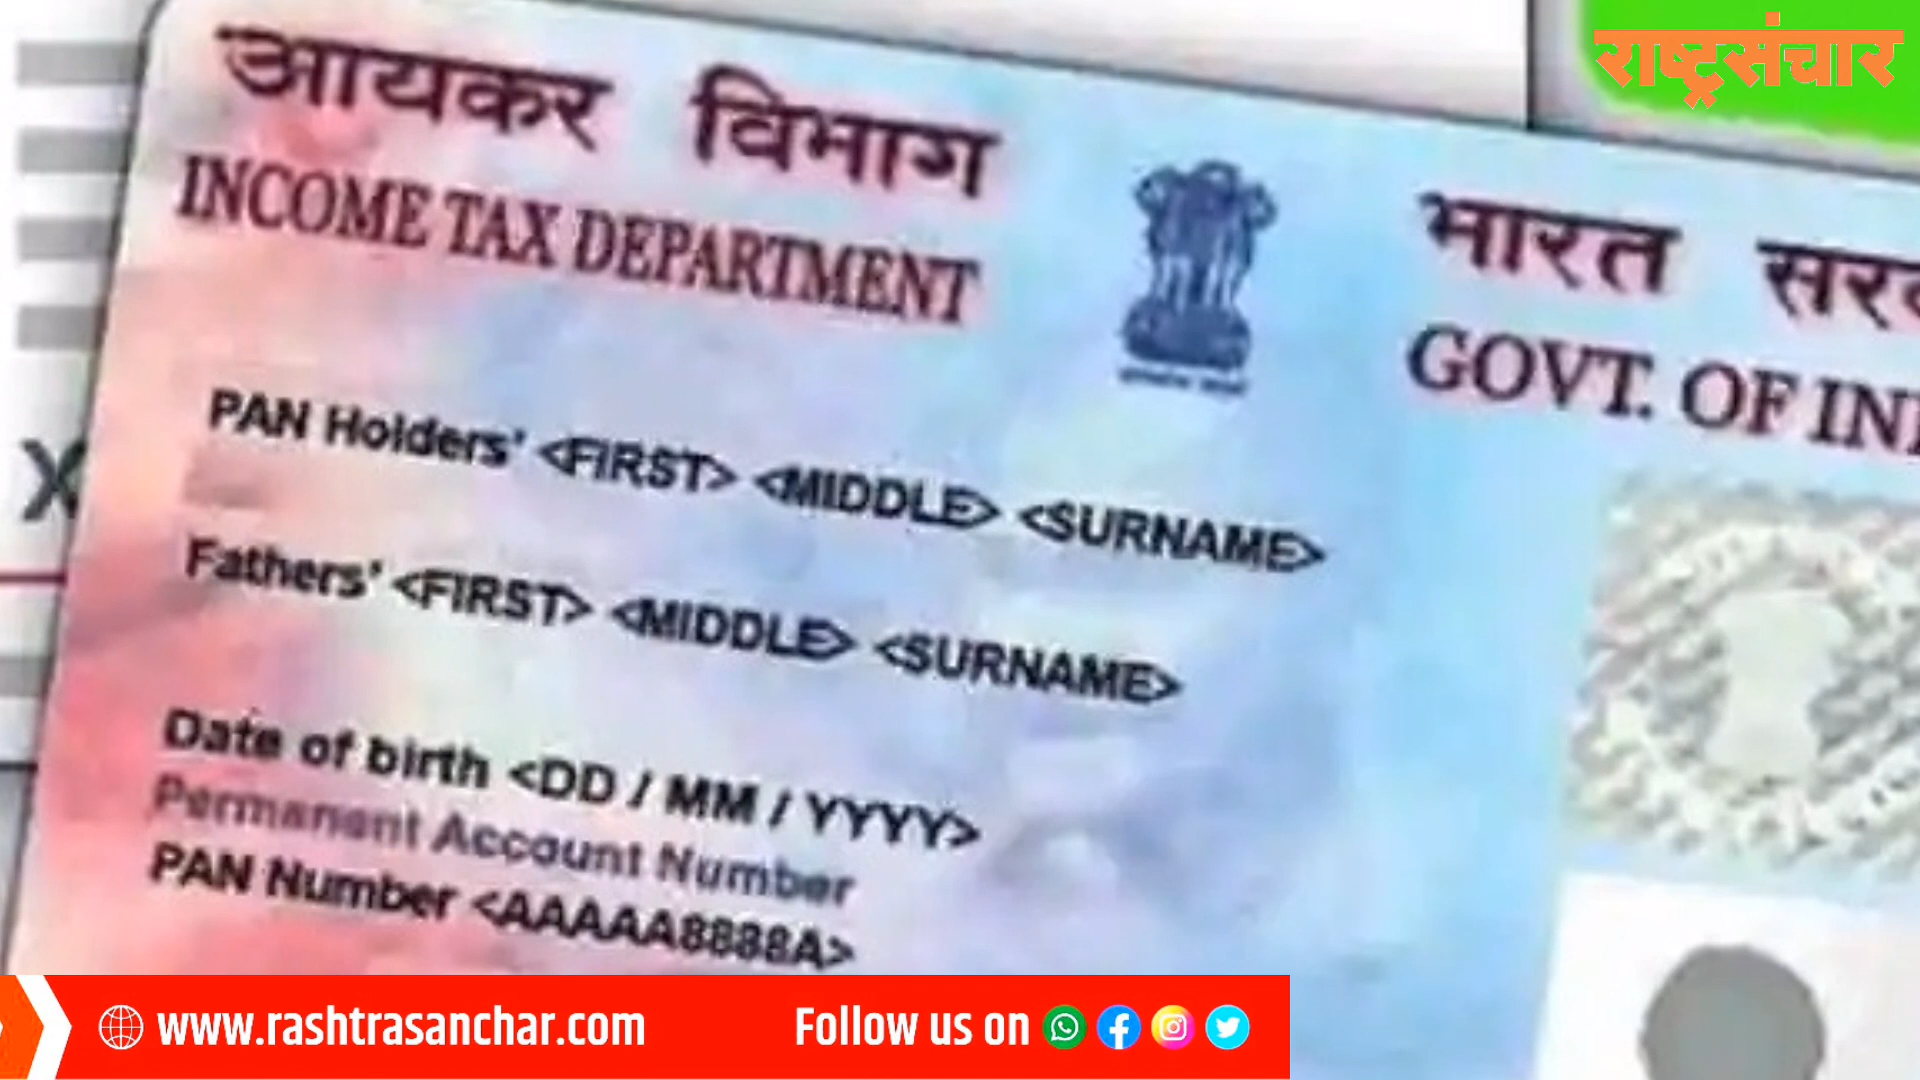 राष्ट्रसंचार
आयकर विभाग
INCOME TAX DEPARTMENT
भारत
GOVT. OF
PAN Holders' <FIRST> <MIDDLE> <SURNAME>
Fathers' <FIRST> <MIDDLE> <SURNAME>
Date of birth <DD / MM / YYYY>
Permanent Account Number
PAN Number <AAAAA8888A>
X
www.rashtrasanchar.com
Follow us on